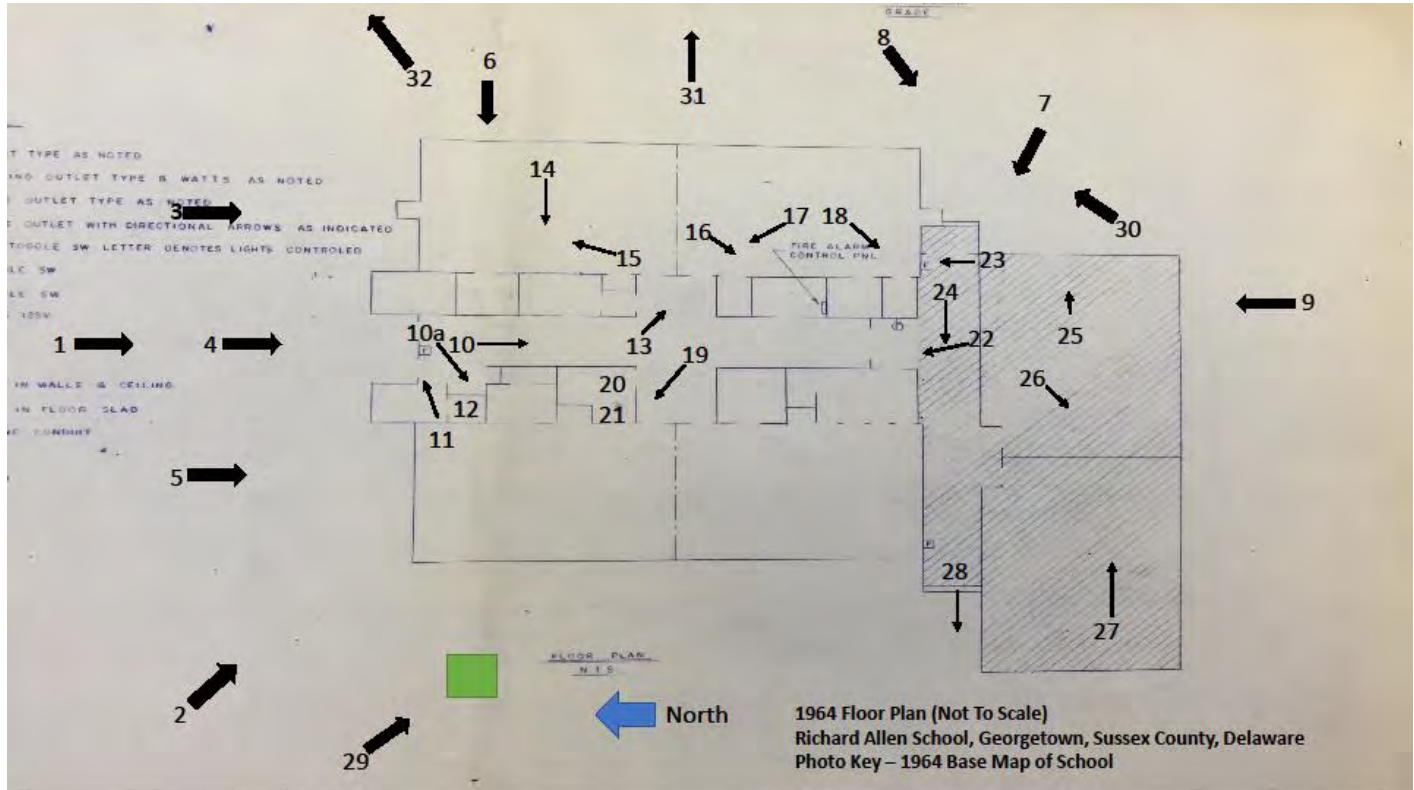 GRADE
8
32
6
31
7
T TYPE AS NOTED
14
ING OUTLET TYPE & WATTS AS NOTED
OUTLET TYPE AS NOTED
3
17
18
OUTLET WITH DIRECTIONAL ARROWS AS INDICATED
16
30
TOGGLE SW LETTER DENOTES LIGHTS CONTROLED
15
FIRE ALARM
CONTROL PNL
23
LE SW
F
24
LE SW
9
25
1
4
10a
10
13
22
F
19
IN WALLS & CEILING
20
26
IN FLOOR SLAB
12
21
NE CONDUIT
11
5
F
28
27
FLOOR PLAN
N T S
2
North
29
1964 Floor Plan (Not To Scale)
Richard Allen School, Georgetown, Sussex County, Delaware
Photo Key – 1964 Base Map of School